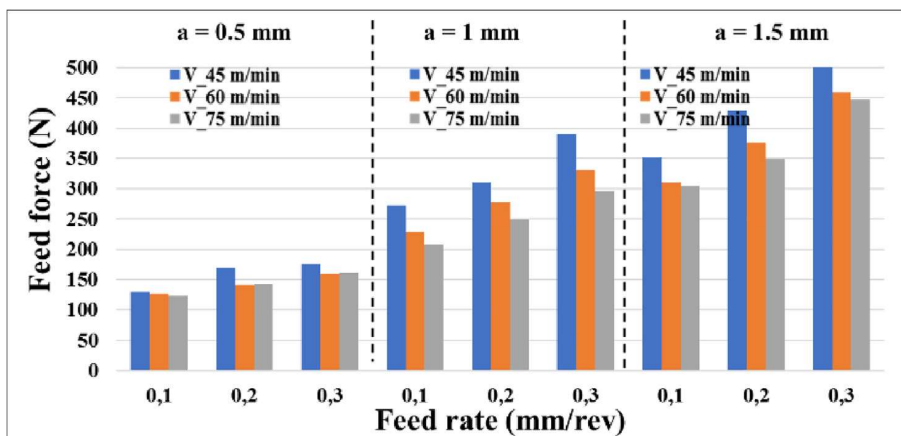 a = 0.5 mm
a = 1 mm
a = 1.5 mm
V_45 m/min
V_60 m/min
V_75 m/min
V_45 m/min
V_60 m/min
V_75 m/min
V_45 m/min
V_60 m/min
V_75 m/min
Feed force (N)
500
450
400
350
300
250
200
150
100
50
0
0,1
0,2
0,3
0,1
0,2
0,3
0,1
0,2
0,3
Feed rate (mm/rev)